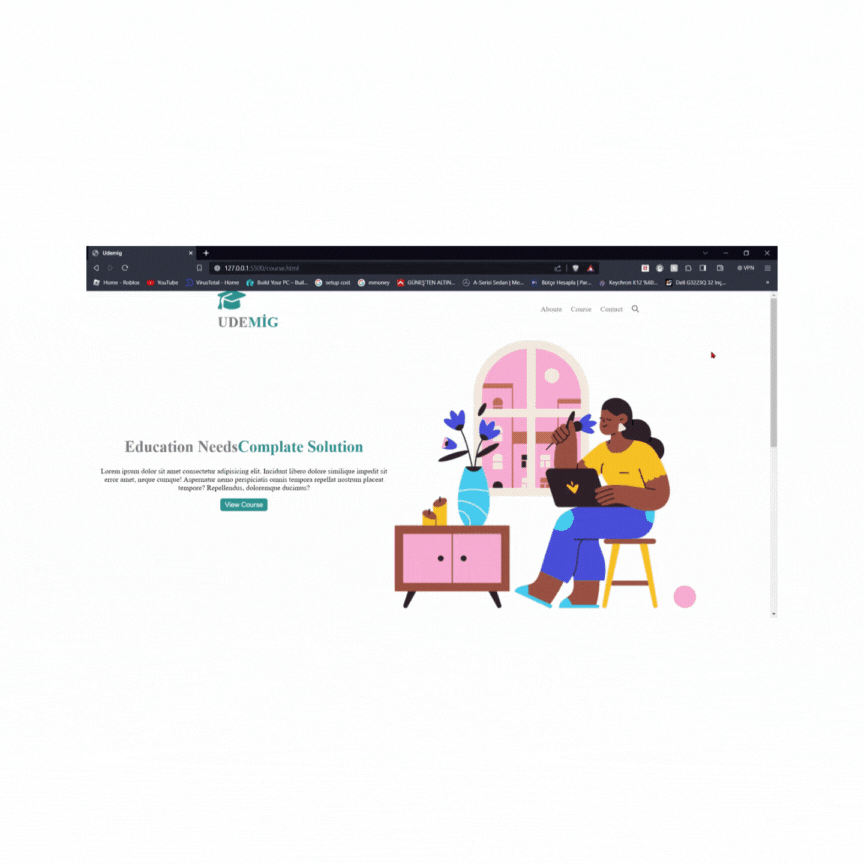 Udemig
127.0.0.1:5500/course.html
VPN
Home - Roblox YouTube VirusTotal - Home Build Your PC – Buil... setup cost mmoney GÜNEŞ'TEN ALTIN... A-Serisi Sedan | Me... Bütçe Hesapla | Par... Keychron K12 %60... Dell G3223Q 32 inç...
UDEMİG
Aboute Course Contact
Education NeedsComplate Solution
Lorem ipsum dolor sit amet consectetur adipisicing elit. Incidunt libero dolore similique impedit sit
error amet, neque cumque! Aspernatur nemo perspiciatis omnis tempora repellat nostrum placeat
tempore? Repellendus, doloremque ducimus?
View Course